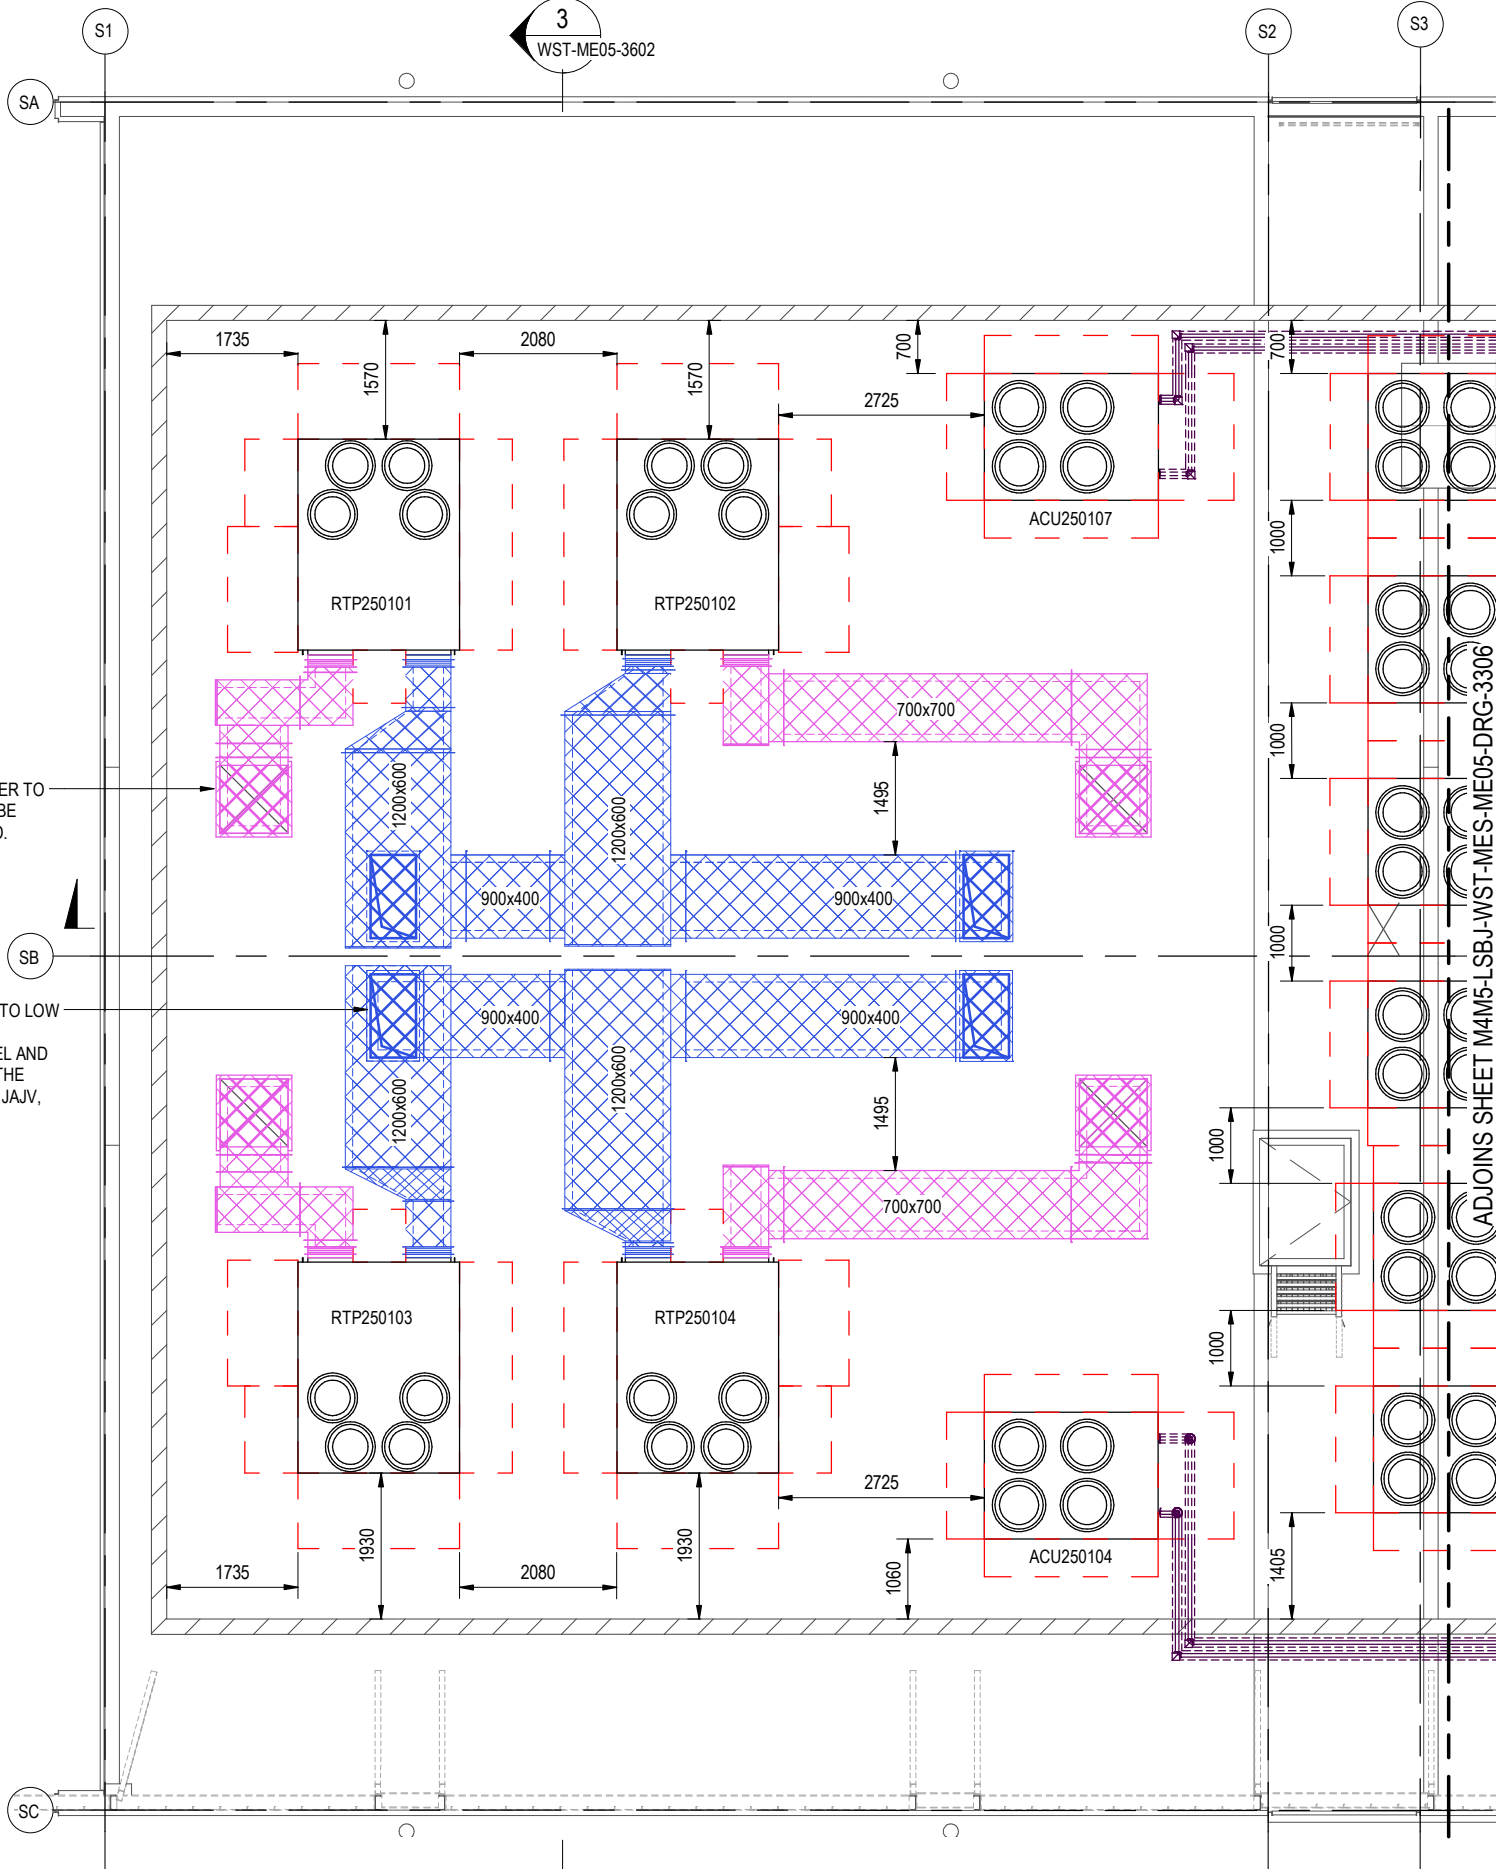 S1
3
WST-ME05-3602
S2
S3
SA
1735
1570
2080
1570
700
2725
700
ACU250107
1000
RTP250101
RTP250102
700x700
1000
ER TO
BE
1200x600
1200x600
1495
900x400
900x400
1000
SB
TO LOW
900x400
900x400
EL AND
THE
JAJV,
1200x600
1200x600
1495
1000
700x700
ADJOINS SHEET M4M5-LSBJ-WST-MES-ME05-DRG-3306
RTP250103
RTP250104
1000
2725
1930
1930
ACU250104
1735
2080
1060
1405
SC